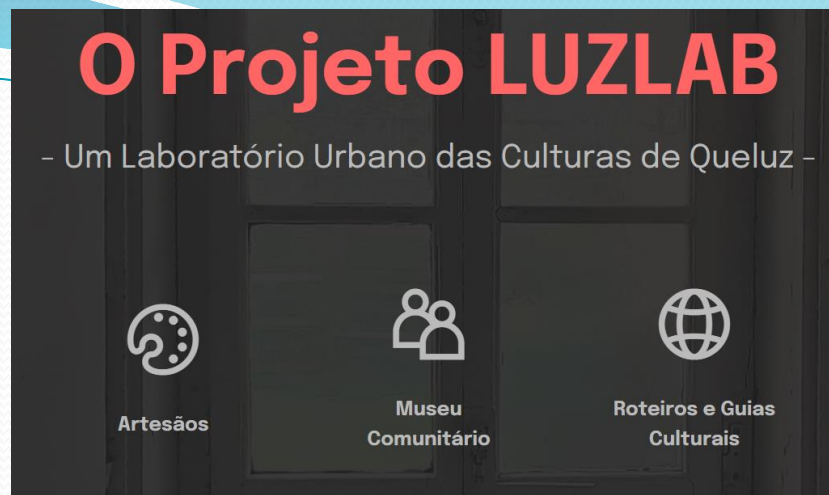 O Projeto LUZLAB
- Um Laboratório Urbano das Culturas de Queluz -
Artesãos
Museu
Comunitário
Roteiros e Guias
Culturais